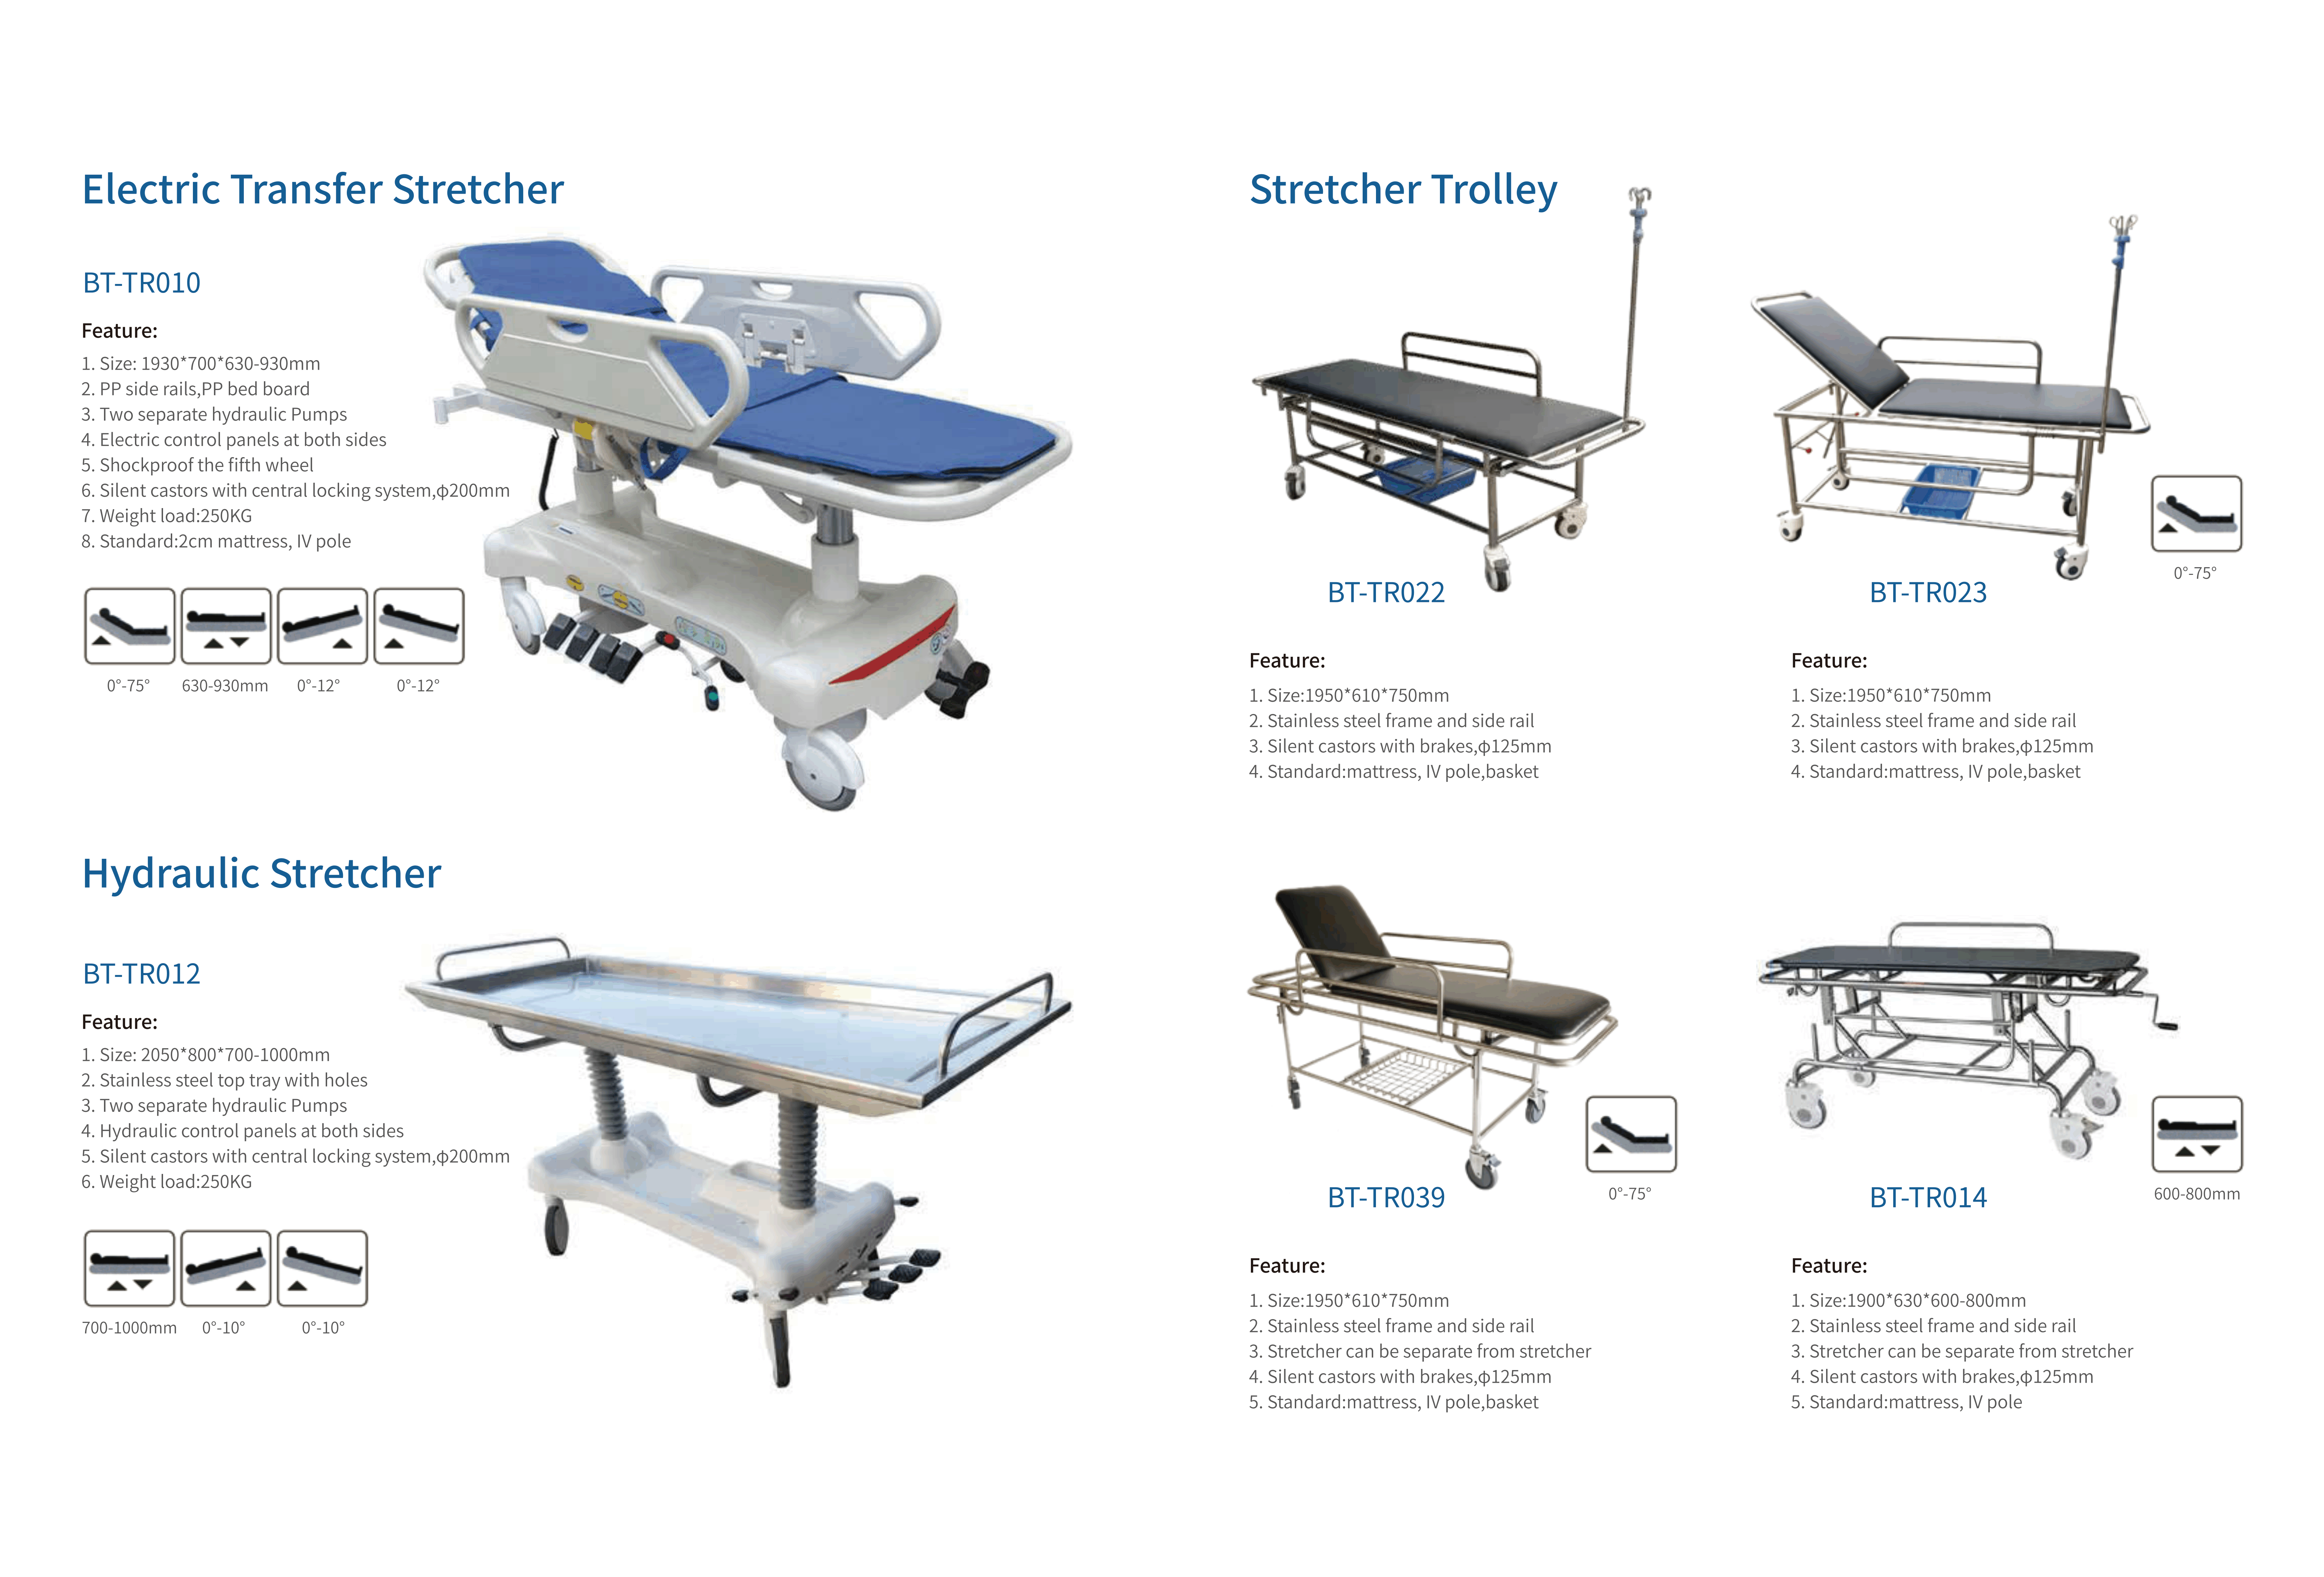 Electric Transfer Stretcher
BT-TR010
Feature:
1. Size: 1930*700*630-930mm
2. PP side rails,PP bed board
3. Two separate hydraulic Pumps
4. Electric control panels at both sides
5. Shockproof the fifth wheel
6. Silent castors with central locking system,φ200mm
7. Weight load:250KG
8. Standard:2cm mattress, IV pole
0°-75° 630-930mm 0°-12° 0°-12°
Hydraulic Stretcher
BT-TR012
Feature:
1. Size: 2050*800*700-1000mm
2. Stainless steel top tray with holes
3. Two separate hydraulic Pumps
4. Hydraulic control panels at both sides
5. Silent castors with central locking system,φ200mm
6. Weight load:250KG
700-1000mm 0°-10° 0°-10°
Stretcher Trolley
BT-TR022
Feature:
1. Size:1950*610*750mm
2. Stainless steel frame and side rail
3. Silent castors with brakes,φ125mm
4. Standard:mattress, IV pole,basket
0°-75°
BT-TR023
Feature:
1. Size:1950*610*750mm
2. Stainless steel frame and side rail
3. Silent castors with brakes,φ125mm
4. Standard:mattress, IV pole,basket
BT-TR039
0°-75°
Feature:
1. Size:1950*610*750mm
2. Stainless steel frame and side rail
3. Stretcher can be separate from stretcher
4. Silent castors with brakes,φ125mm
5. Standard:mattress, IV pole,basket
BT-TR014
600-800mm
Feature:
1. Size:1900*630*600-800mm
2. Stainless steel frame and side rail
3. Stretcher can be separate from stretcher
4. Silent castors with brakes,φ125mm
5. Standard:mattress, IV pole